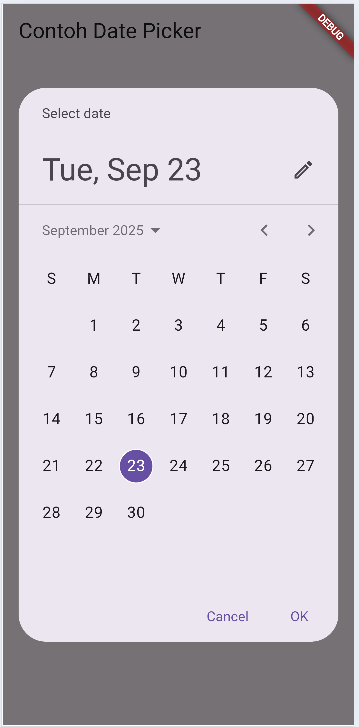 Contoh Date Picker
DEBUG
Select date
Tue, Sep 23
September 2025
S M T W T F S
1 2 3 4 5 6
7 8 9 10 11 12 13
14 15 16 17 18 19 20
21 22 23 24 25 26 27
28 29 30
Cancel OK